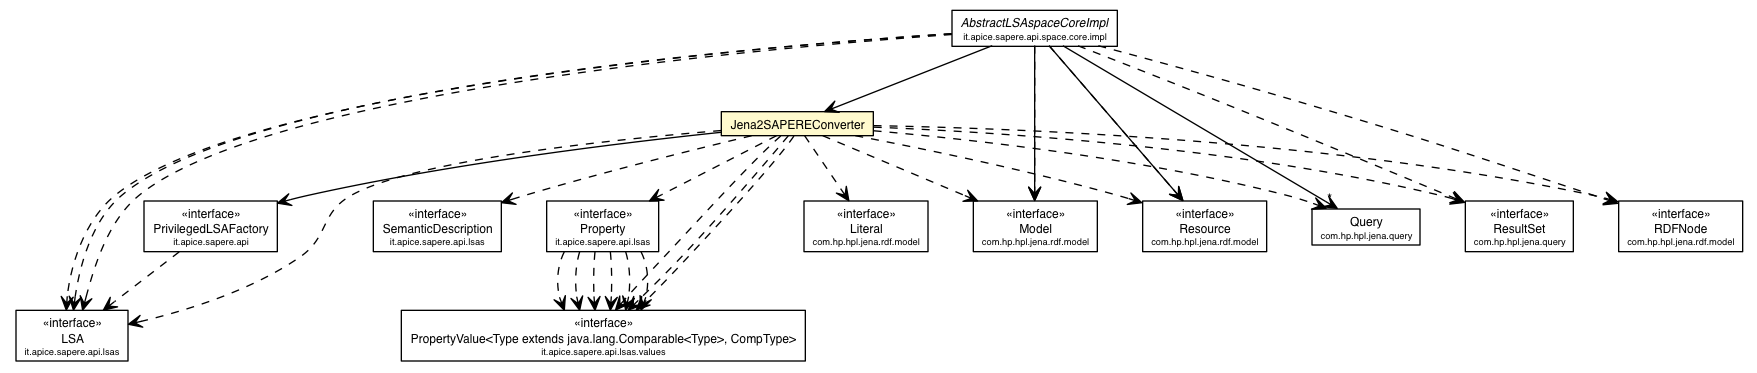 AbstractLSAspaceCoreImpl
it.apice.sapere.api.space.core.impl
Jena2SAPEREConverter
«interface»
PrivilegedLSAFactory
it.apice.sapere.api
«interface»
SemanticDescription
it.apice.sapere.api.lsas
«interface»
Property
it.apice.sapere.api.lsas
«interface»
Literal
com.hp.hpl.jena.rdf.model
«interface»
Model
com.hp.hpl.jena.rdf.model
«interface»
Resource
com.hp.hpl.jena.rdf.model
*
Query
com.hp.hpl.jena.query
«interface»
ResultSet
com.hp.hpl.jena.query
«interface»
RDFNode
com.hp.hpl.jena.rdf.model
«interface»
LSA
it.apice.sapere.api.lsas
«interface»
PropertyValue<Type extends java.lang.Comparable<Type>, CompType>
it.apice.sapere.api.lsas.values